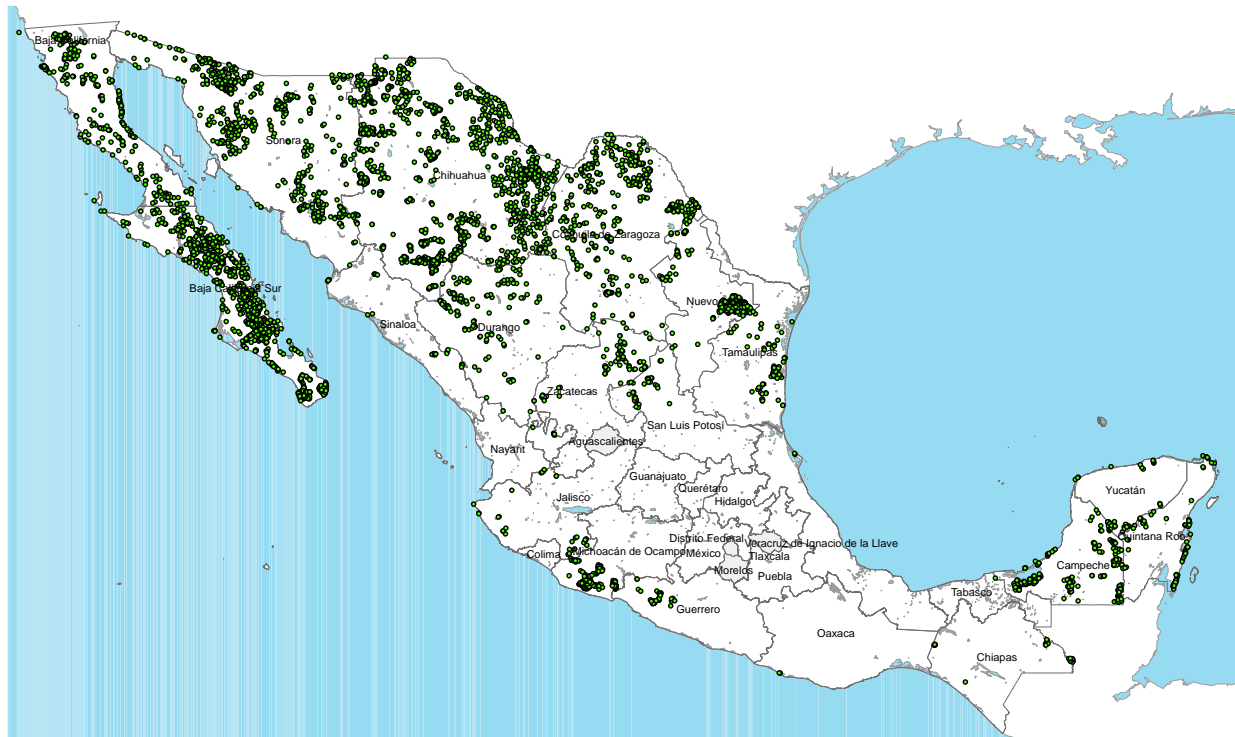 Baja California
Sonora
Chihuahua
Coahuila de Zaragoza
Baja California Sur
Sinaloa
Durango
Nuevo
Tamaulipas
Zacatecas
San Luis Potosí
Aguascalientes
Nayarit
Guanajuato
Querétaro
Hidalgo
Jalisco
Yucatán
Quintana Roo
Distrito Federal
Veracruz de Ignacio de la Llave
Colima
Michoacán de Ocampo
México
Tlaxcala
Morelos
Puebla
Campeche
Tabasco
Guerrero
Oaxaca
Chiapas